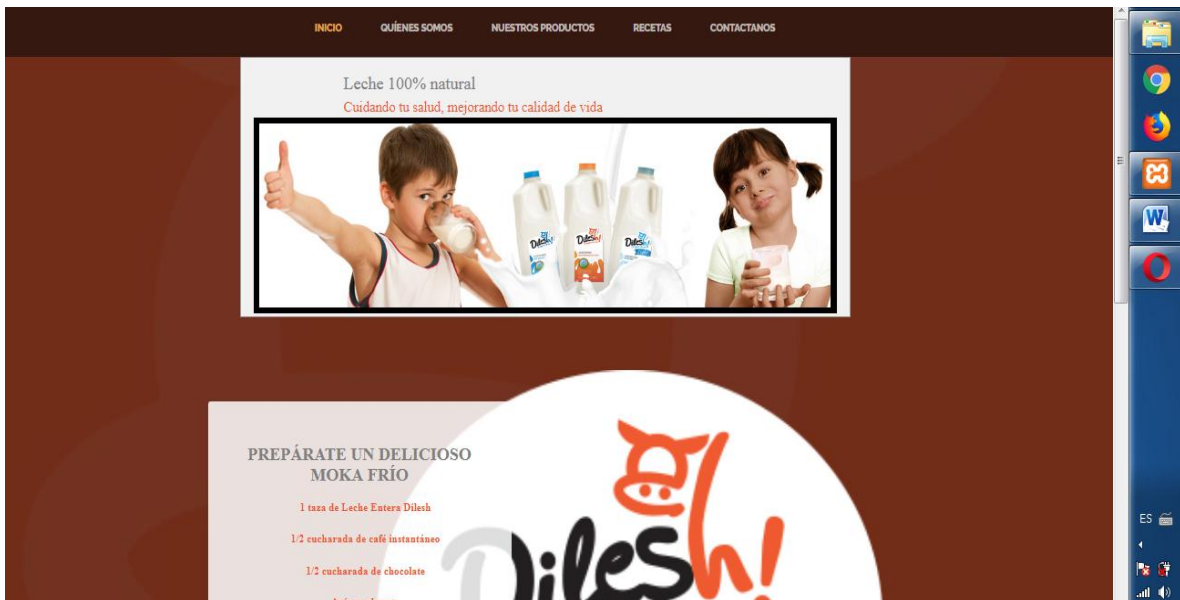 INICIO QUÍENES SOMOS NUESTROS PRODUCTOS RECETAS CONTACTANOS
Leche 100% natural
Cuidando tu salud, mejorando tu calidad de vida
Dilesh! Dilesh! Dilesh!
PREPÁRATE UN DELICIOSO
MOKA FRÍO
1 taza de Leche Entera Dilesh
1/2 cucharada de café instantáneo
1/2 cucharada de chocolate
Dilesh!
W
ES